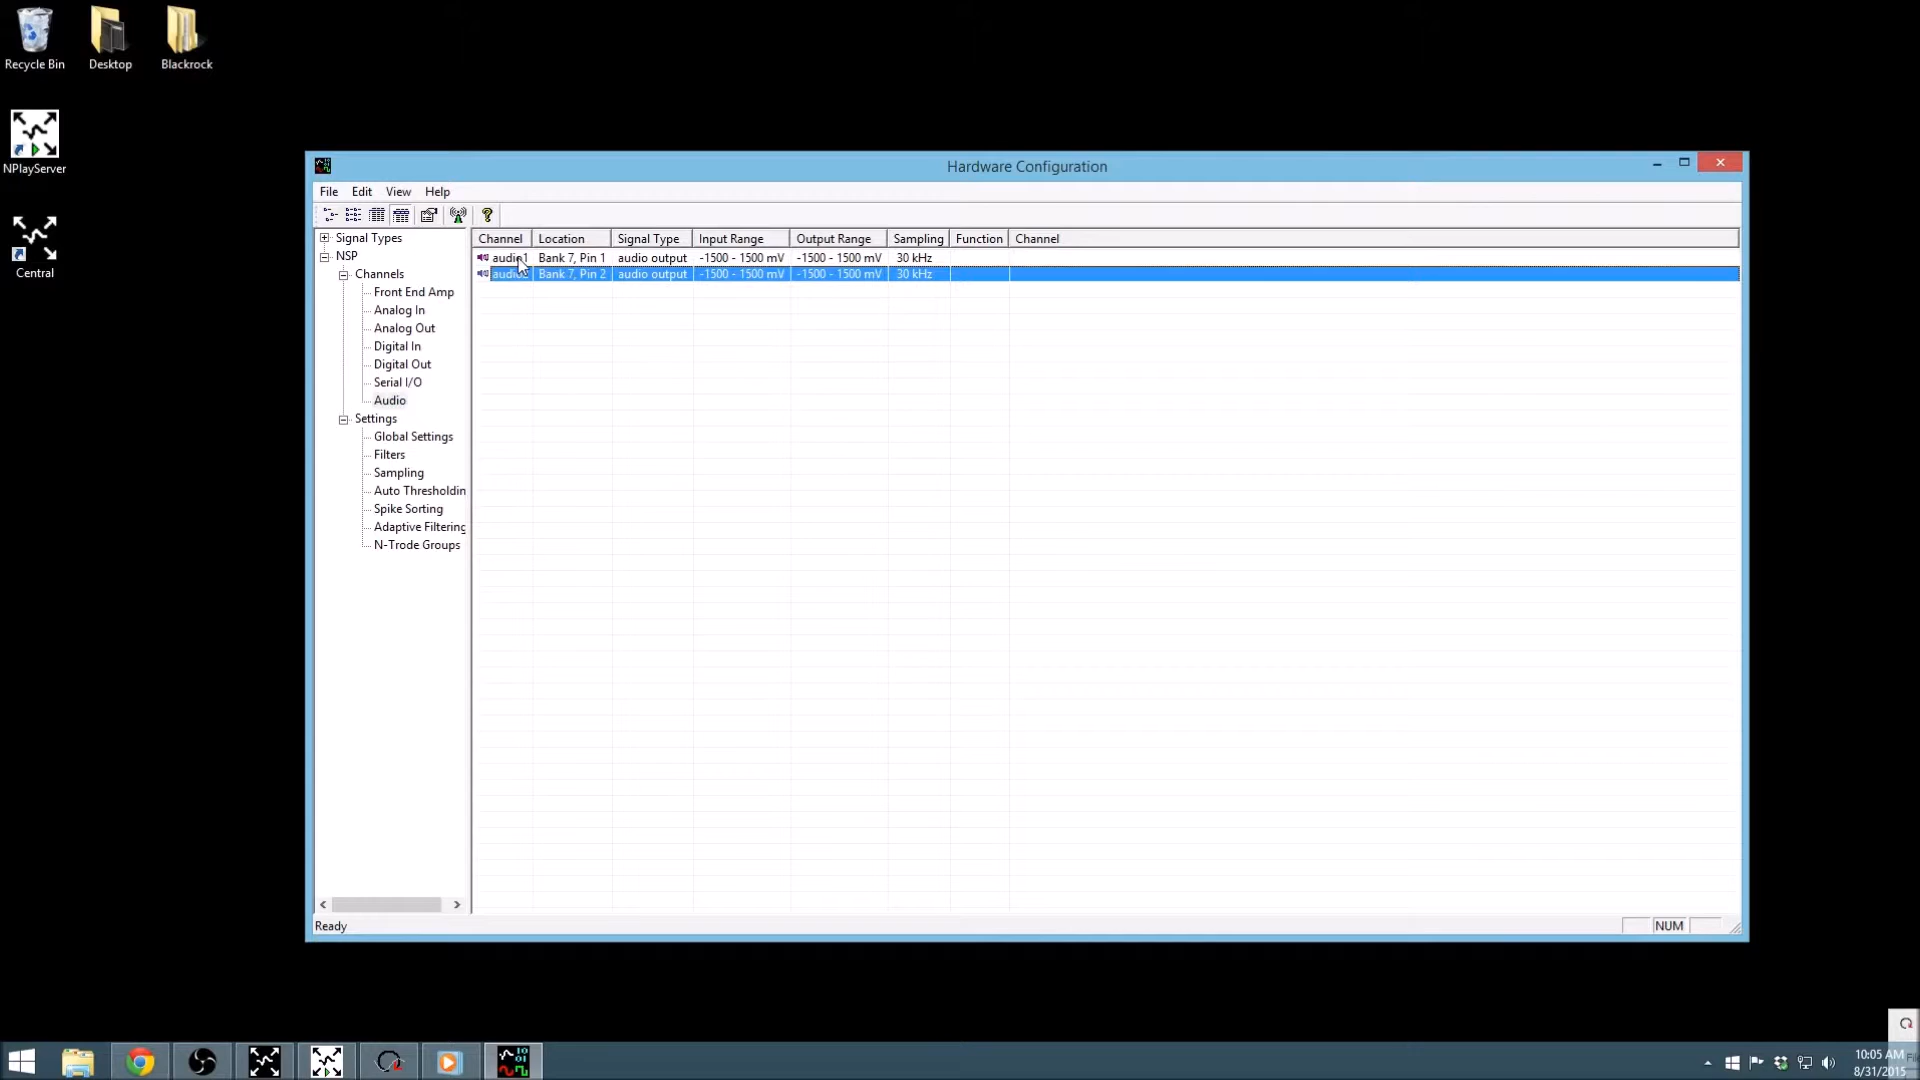 Recycle Bin
Desktop
Blackrock
NPlayServer
Central
Hardware Configuration
File Edit View Help
Signal Types
NSP
Channels
Front End Amp
Analog In
Analog Out
Digital In
Digital Out
Serial I/O
Audio
Settings
Global Settings
Filters
Sampling
Auto Thresholdin
Spike Sorting
Adaptive Filtering
N-Trode Groups
Channel Location Signal Type Input Range Output Range Sampling Function Channel
audio1 Bank 7, Pin 1 audio output -1500 - 1500 mV -1500 - 1500 mV 30 kHz
audio2 Bank 7, Pin 2 audio output -1500 - 1500 mV -1500 - 1500 mV 30 kHz
Ready
NUM
10:05 AM
8/31/2015